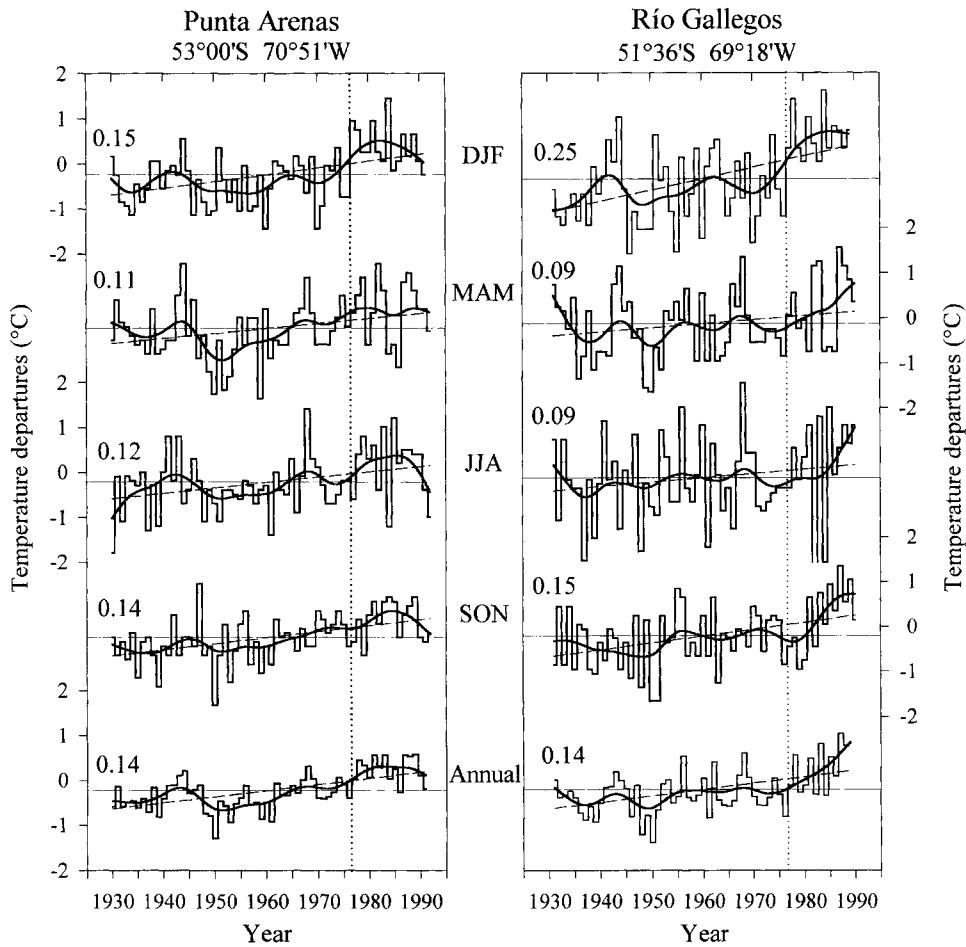 Punta Arenas
53°00'S 70°51'W
Río Gallegos
51°36'S 69°18'W
Temperature departures (°C)
2
1
0
-1
-2
2
1
0
-1
-2
2
1
0
-1
-2
0.15
0.11
0.12
0.14
0.14
DJF
MAM
JJA
SON
Annual
0.25
0.09
0.09
0.15
0.14
2
1
0
-1
-2
2
1
0
-1
-2
Temperature departures (°C)
1930 1940 1950 1960 1970 1980 1990
Year
1930 1940 1950 1960 1970 1980 1990
Year